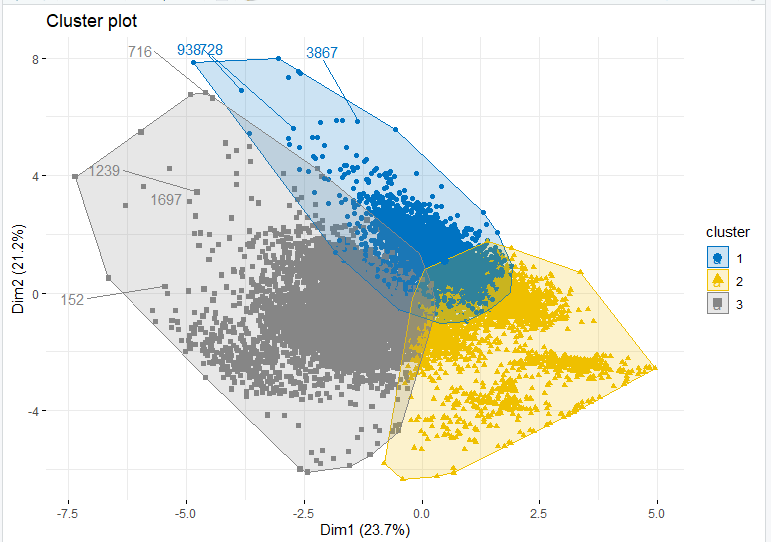 Cluster plot
716
938
728
3867
1239
1697
152
8
4
0
-4
Dim2 (21.2%)
-7.5
-5.0
-2.5
0.0
2.5
5.0
Dim1 (23.7%)
cluster
a 1
a 2
a 3